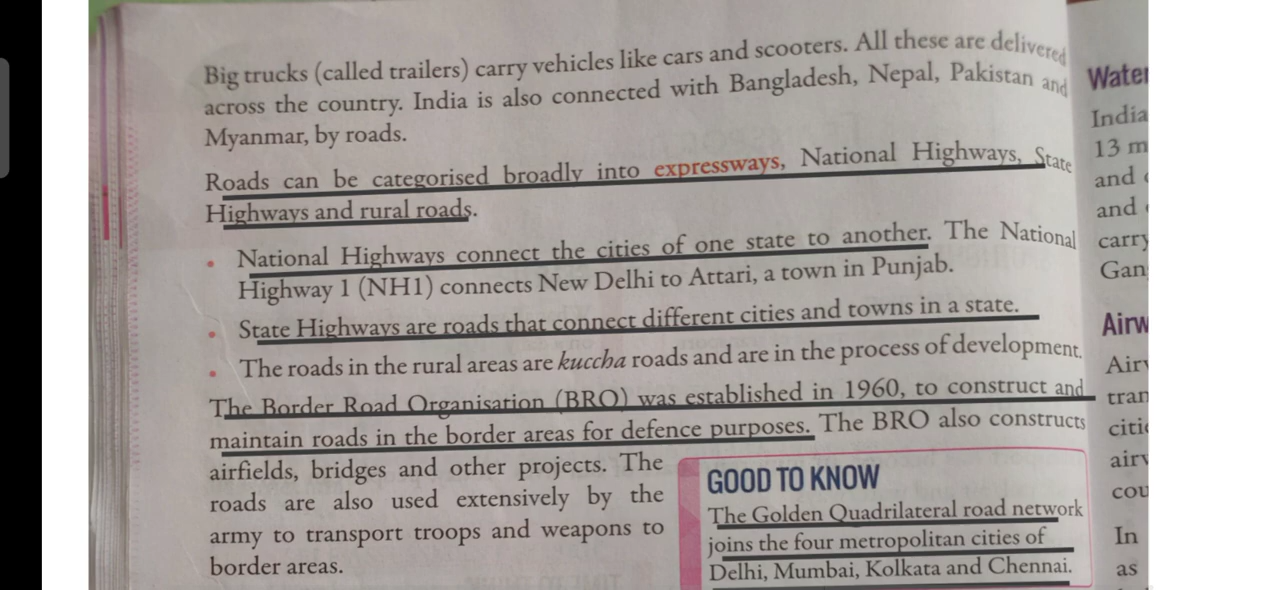 Big trucks (called trailers) carry vehicles like cars and scooters. All these are delivered
across the country. India is also connected with Bangladesh, Nepal, Pakistan and
Myanmar, by roads.
Roads can be categorised broadly into expressways, National Highways, State
Highways and rural roads.
• National Highways connect the cities of one state to another. The National
Highway 1 (NH1) connects New Delhi to Attari, a town in Punjab.
• State Highways are roads that connect different cities and towns in a state.
• The roads in the rural areas are kuccha roads and are in the process of development.
The Border Road Organisation (BRO) was established in 1960, to construct and
maintain roads in the border areas for defence purposes. The BRO also constructs
airfields, bridges and other projects. The
roads are also used extensively by the
army to transport troops and weapons to
border areas.
GOOD TO KNOW
The Golden Quadrilateral road network
joins the four metropolitan cities of
Delhi, Mumbai, Kolkata and Chennai.
Water
India
13 m
and
and
carry
Gan
Airw
Airv
tran
citi
airv
cou
In
as